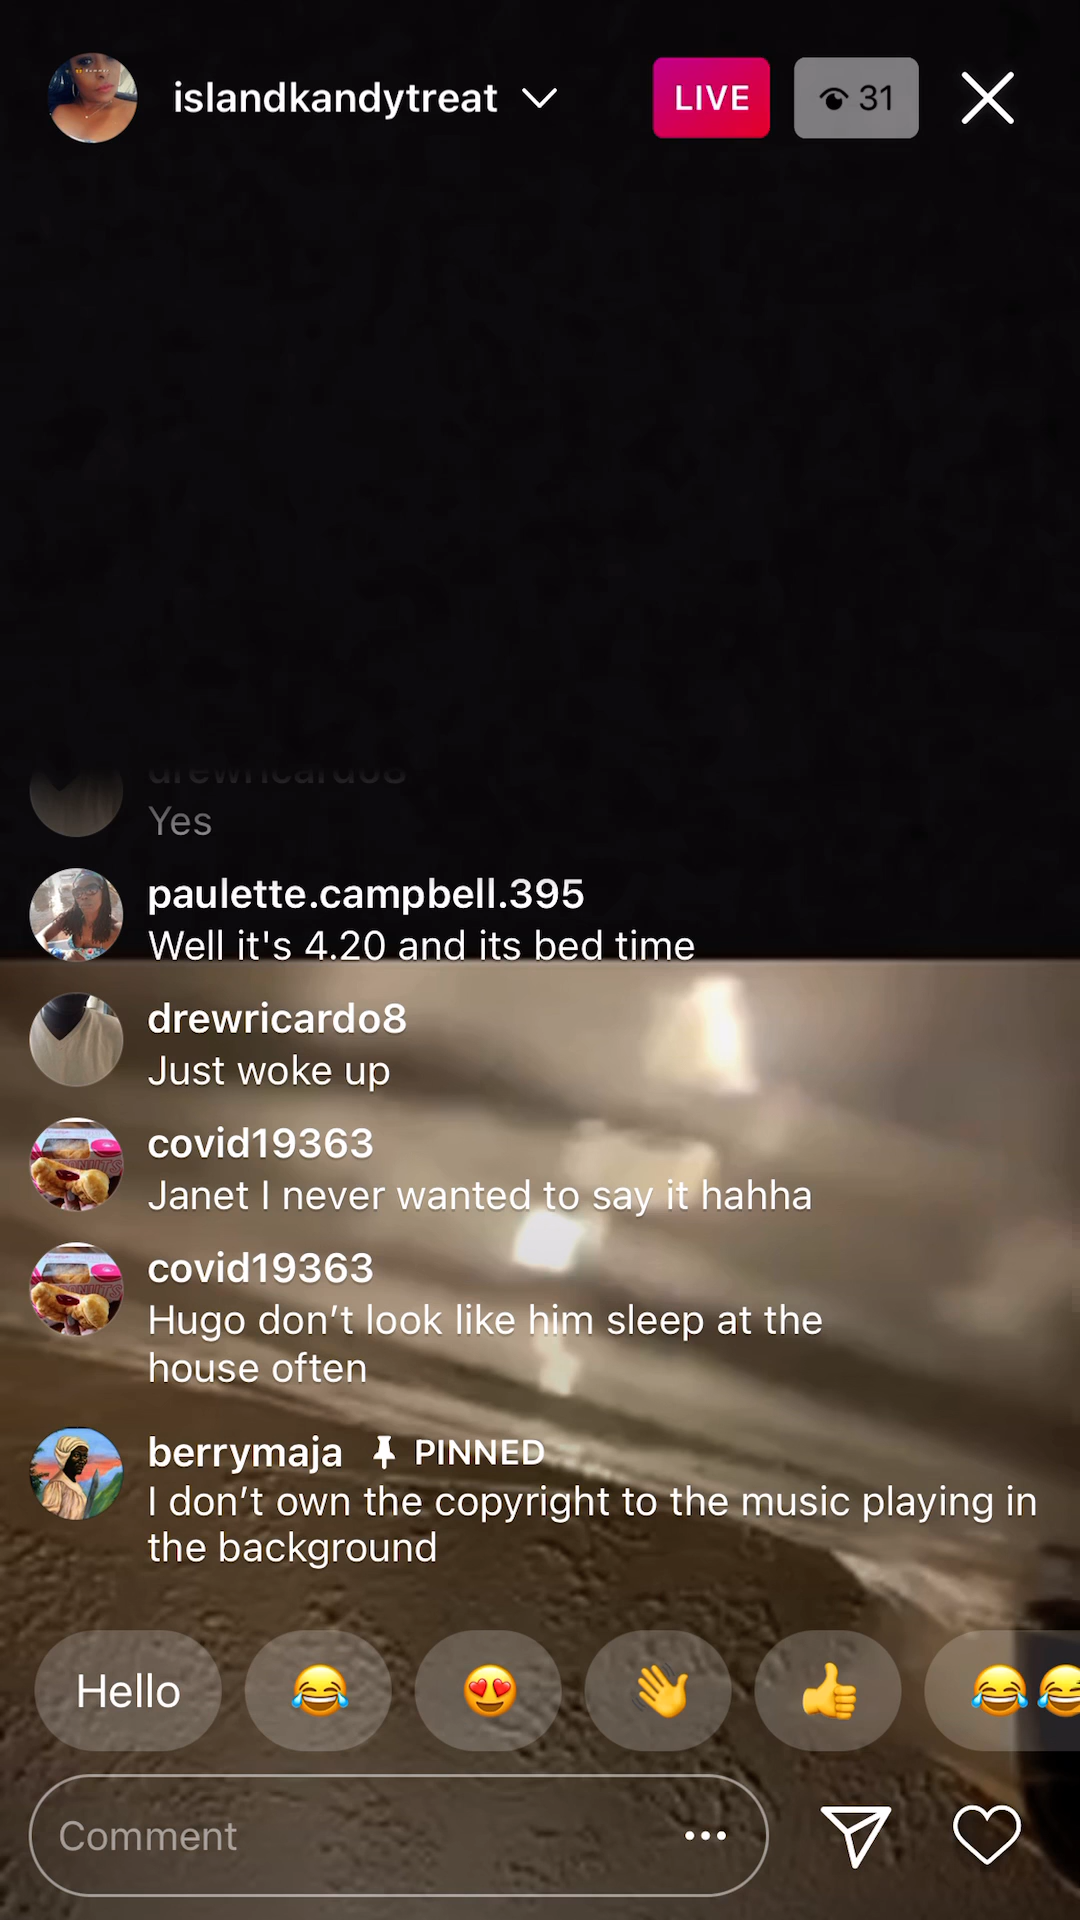 islandkandytreat
LIVE
31
drewricardo8
Yes
paulette.campbell.395
Well it's 4.20 and its bed time
drewricardo8
Just woke up
covid19363
Janet I never wanted to say it hahha
covid19363
Hugo don’t look like him sleep at the
house often
berrymaja PINNED
I don’t own the copyright to the music playing in
the background
Hello 😂 😍 👋 👍 😂😂
Comment